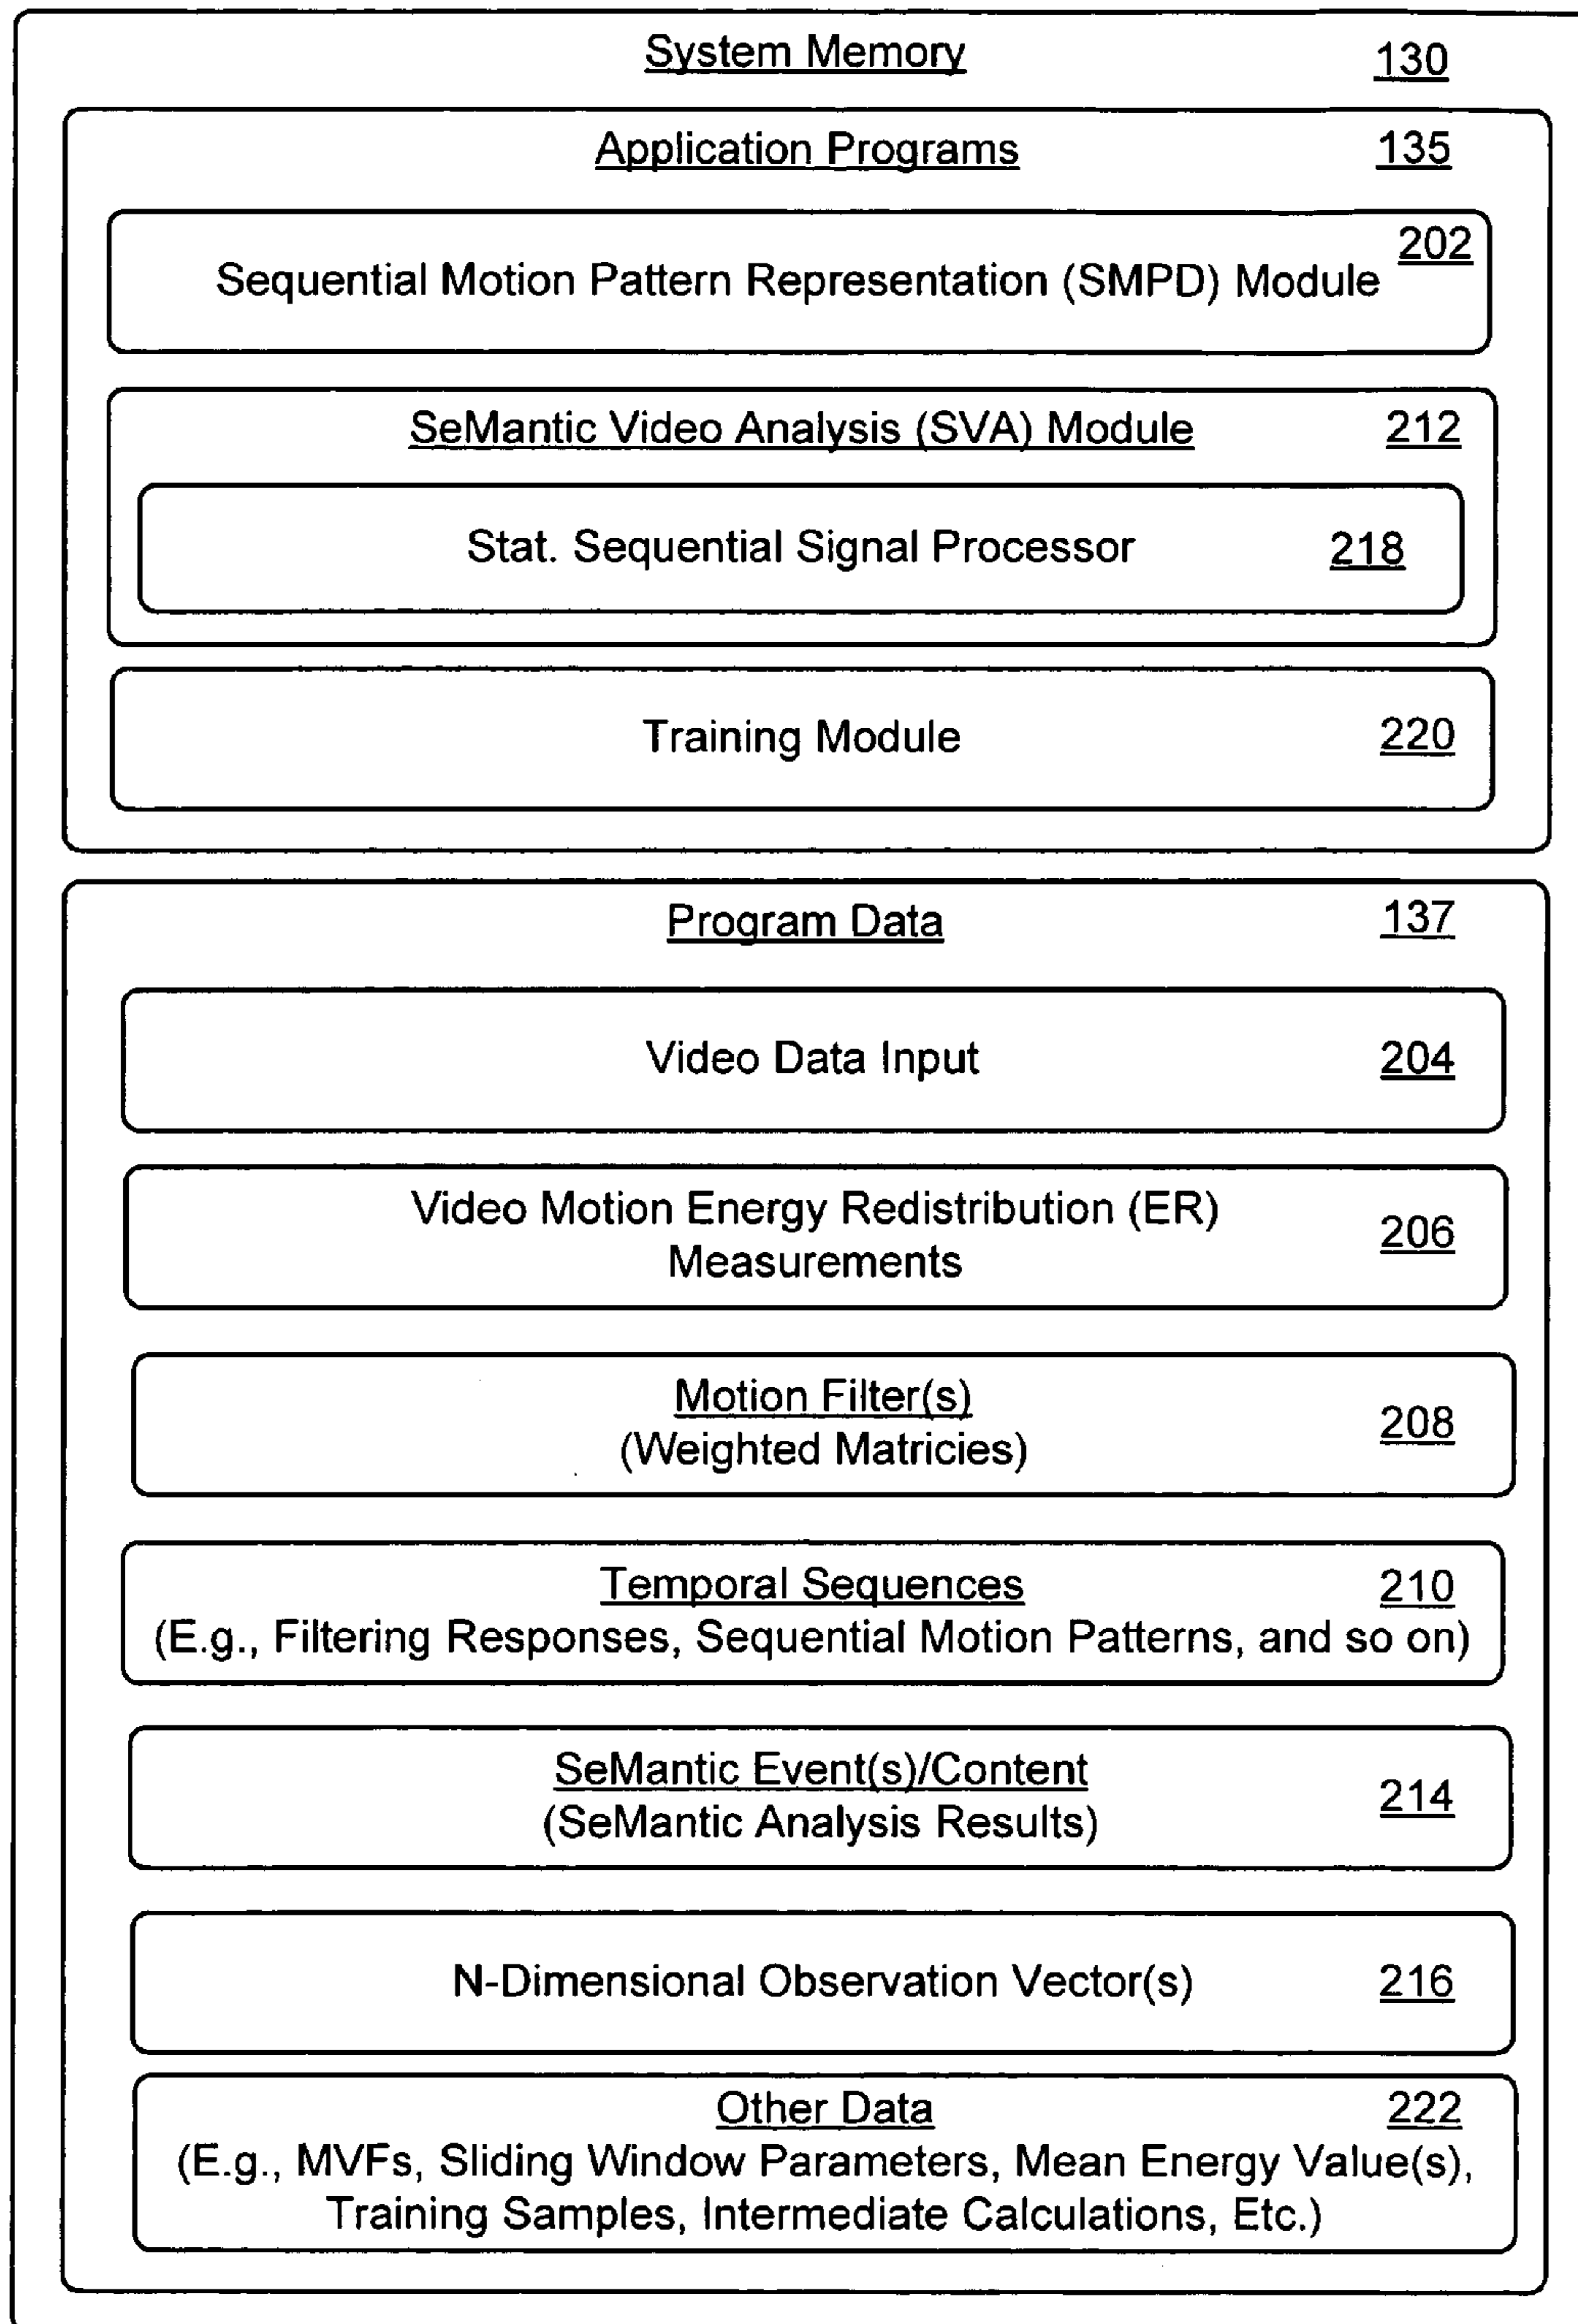 System Memory 130
Application Programs 135
202
Sequential Motion Pattern Representation (SMPD) Module
SeMantic Video Analysis (SVA) Module 212
Stat. Sequential Signal Processor 218
Training Module 220
Program Data 137
Video Data Input 204
Video Motion Energy Redistribution (ER)
Measurements 206
Motion Filter(s)
(Weighted Matricies) 208
Temporal Sequences 210
(E.g., Filtering Responses, Sequential Motion Patterns, and so on)
SeMantic Event(s)/Content
(SeMantic Analysis Results) 214
N-Dimensional Observation Vector(s) 216
Other Data 222
(E.g., MVFs, Sliding Window Parameters, Mean Energy Value(s),
Training Samples, Intermediate Calculations, Etc.)